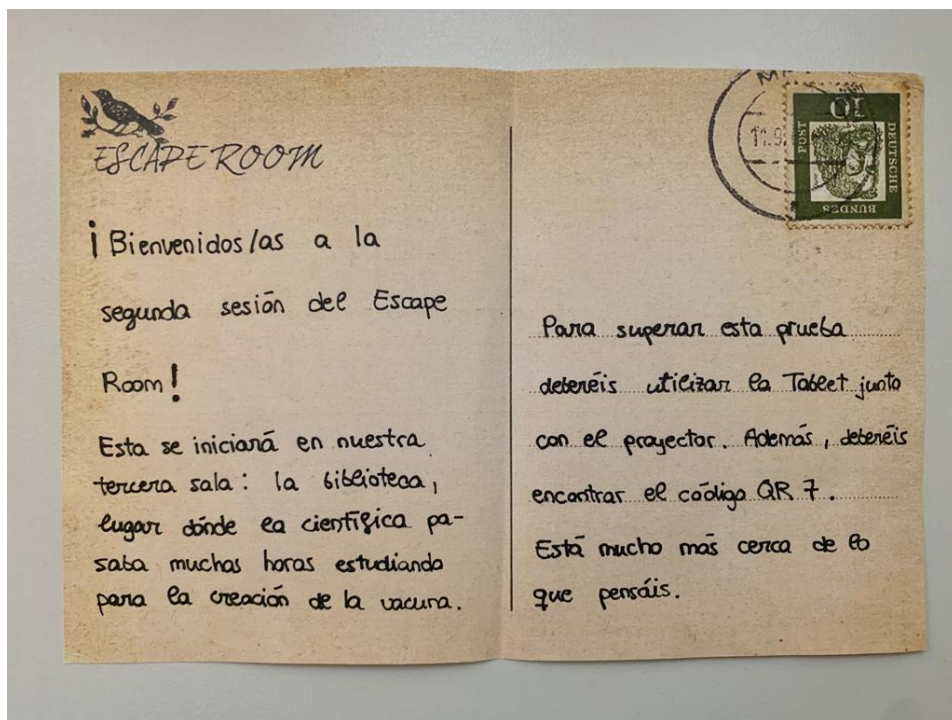 ESCAPE ROOM
¡Bienvenidos/as a la
segunda sesión del Escape
Room!
Esta se iniciará en nuestra
tercera sala: la biblioteca,
lugar dónde la científica pa-
saba muchas horas estudiando
para la creación de la vacuna.
11.9.
10
POST
DEUTSCHE
BUNDES
Para superar esta prueba
deberéis utilizar la Tablet junto
con el proyector. Además, deberéis
encontrar el código QR 7.
Está mucho más cerca de lo
que pensáis.